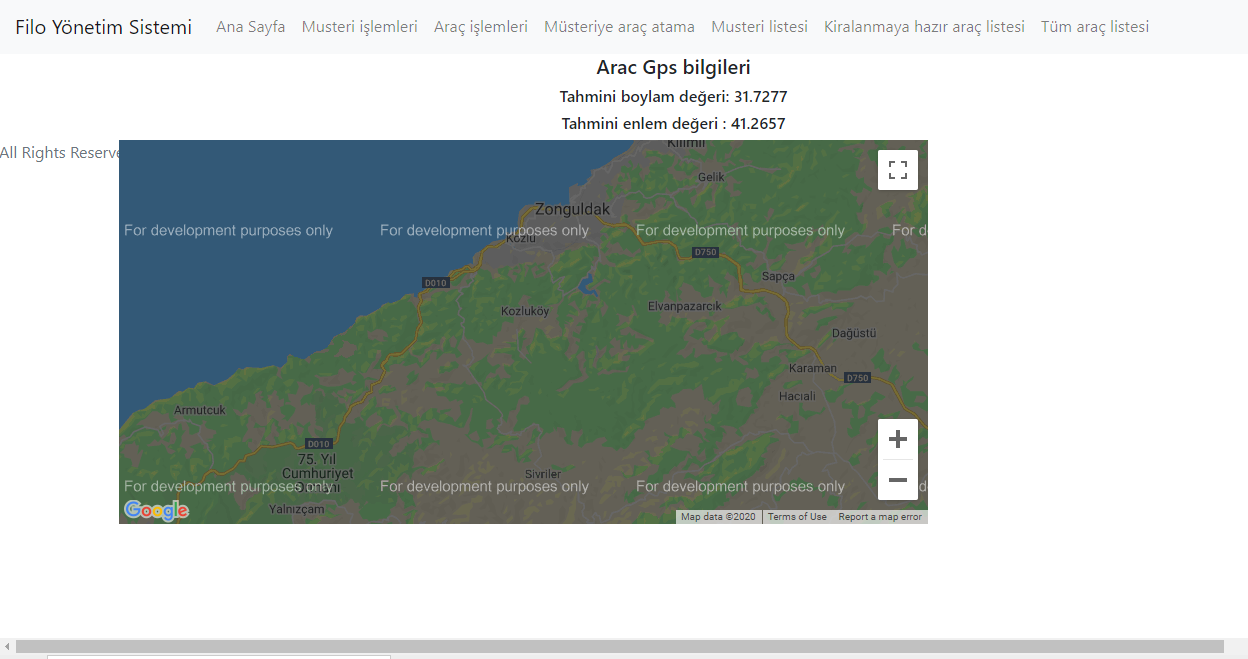 Filo Yönetim Sistemi Ana Sayfa Musteri işlemleri Araç işlemleri Müsteriye araç atama Musteri listesi Kiralanmaya hazır araç listesi Tüm araç listesi
Arac Gps bilgileri
Tahmini boylam değeri: 31.7277
Tahmini enlem değeri : 41.2657
All Rights Reserve
Kilimli
Gelik
Zonguldak
For development purposes only For development purposes only For development purposes only For d
Kozlu
D750
Sapça
D010
Kozluköy
Elvanpazarcık
Dağüstü
Karaman
D750
Hacıali
Armutcuk
D010
75. Yıl
Cumhuriyet
Sivriler
For development purposes only For development purposes only For development purposes only
Yalnızçam
Google
Map data ©2020 Terms of Use Report a map error